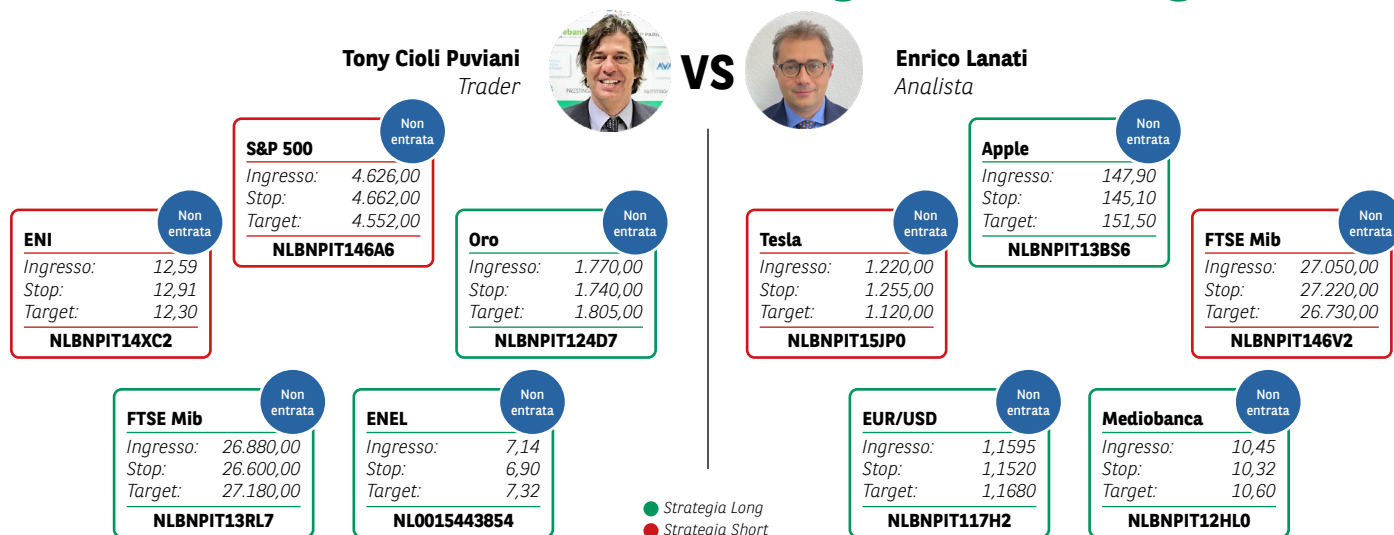 Tony Cioli Puviani
Trader
VS
Enrico Lanati
Analista
S&P 500
Non
entrata
Ingresso: 4.626,00
Stop: 4.662,00
Target: 4.552,00
NLBNPIT146A6
ENI
Non
entrata
Ingresso: 12,59
Stop: 12,91
Target: 12,30
NLBNPIT14XC2
Oro
Non
entrata
Ingresso: 1.770,00
Stop: 1.740,00
Target: 1.805,00
NLBNPIT124D7
FTSE Mib
Non
entrata
Ingresso: 26.880,00
Stop: 26.600,00
Target: 27.180,00
NLBNPIT13RL7
ENEL
Non
entrata
Ingresso: 7,14
Stop: 6,90
Target: 7,32
NL0015443854
Apple
Non
entrata
Ingresso: 147,90
Stop: 145,10
Target: 151,50
NLBNPIT13BS6
Tesla
Non
entrata
Ingresso: 1.220,00
Stop: 1.255,00
Target: 1.120,00
NLBNPIT15JP0
FTSE Mib
Non
entrata
Ingresso: 27.050,00
Stop: 27.220,00
Target: 26.730,00
NLBNPIT146V2
EUR/USD
Non
entrata
Ingresso: 1,1595
Stop: 1,1520
Target: 1,1680
NLBNPIT117H2
Mediobanca
Non
entrata
Ingresso: 10,45
Stop: 10,32
Target: 10,60
NLBNPIT12HL0
Strategia Long
Strategia Short